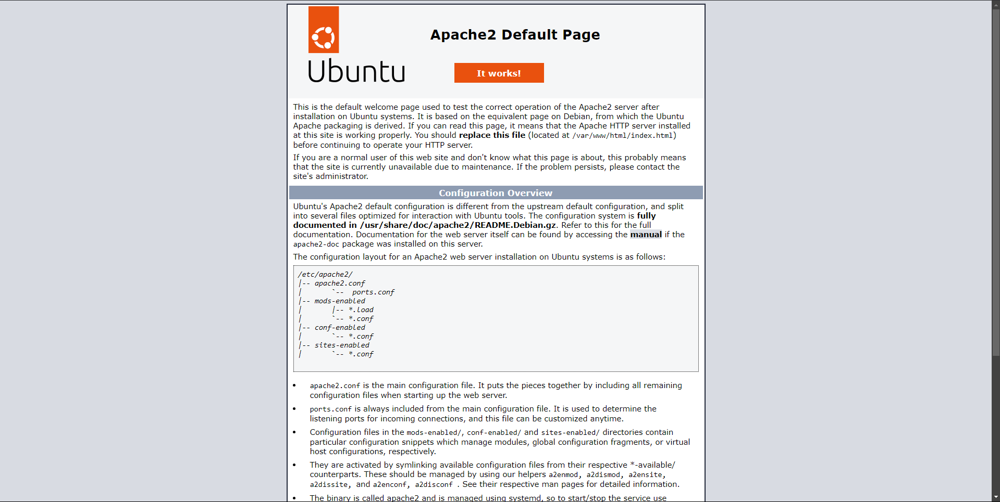 Apache2 Default Page
Ubuntu
It works!
This is the default welcome page used to test the correct operation of the Apache2 server after
installation on Ubuntu systems. It is based on the equivalent page on Debian, from which the Ubuntu
Apache packaging is derived. If you can read this page, it means that the Apache HTTP server installed
at this site is working properly. You should replace this file (located at /var/www/html/index.html)
before continuing to operate your HTTP server.
If you are a normal user of this web site and don't know what this page is about, this probably means
that the site is currently unavailable due to maintenance. If the problem persists, please contact the
site's administrator.
Configuration Overview
Ubuntu's Apache2 default configuration is different from the upstream default configuration, and split
into several files optimized for interaction with Ubuntu tools. The configuration system is fully
documented in /usr/share/doc/apache2/README.Debian.gz. Refer to this for the full
documentation. Documentation for the web server itself can be found by accessing the manual if the
apache2-doc package was installed on this server.
The configuration layout for an Apache2 web server installation on Ubuntu systems is as follows:
/etc/apache2/
|-- apache2.conf
|       `--  ports.conf
|-- mods-enabled
|       |-- *.load
|       `-- *.conf
|-- conf-enabled
|       `-- *.conf
|-- sites-enabled
|       `-- *.conf
• apache2.conf is the main configuration file. It puts the pieces together by including all remaining
configuration files when starting up the web server.
• ports.conf is always included from the main configuration file. It is used to determine the
listening ports for incoming connections, and this file can be customized anytime.
• Configuration files in the mods-enabled/, conf-enabled/ and sites-enabled/ directories contain
particular configuration snippets which manage modules, global configuration fragments, or virtual
host configurations, respectively.
• They are activated by symlinking available configuration files from their respective *-available/
counterparts. These should be managed by using our helpers a2enmod, a2dismod, a2ensite,
a2dissite, and a2enconf, a2disconf . See their respective man pages for detailed information.
• The binary is called apache2 and is managed using systemd, so to start/stop the service use